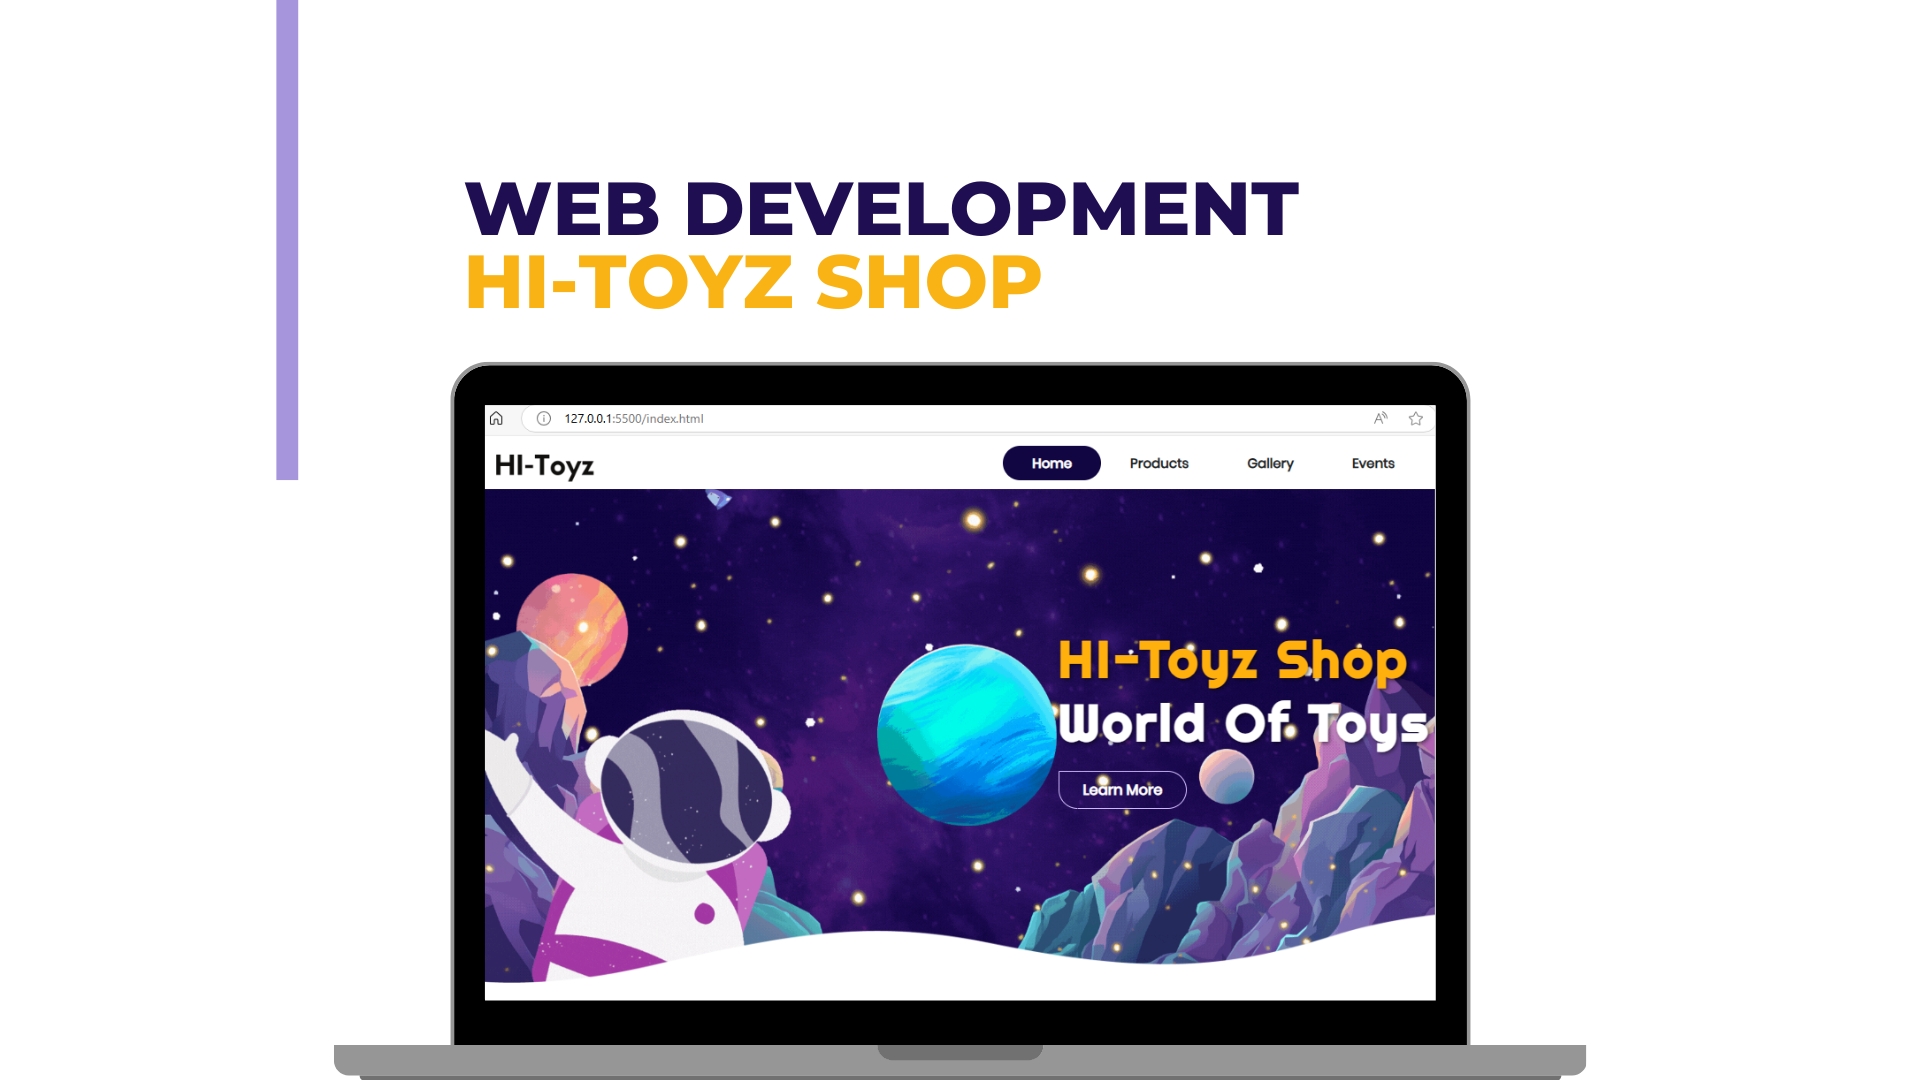 WEB DEVELOPMENT
HI-TOYZ SHOP
127.0.0.1:5500/index.html
HI-Toyz
Home Products Gallery Events
HI-Toyz Shop
World Of Toys
Learn More